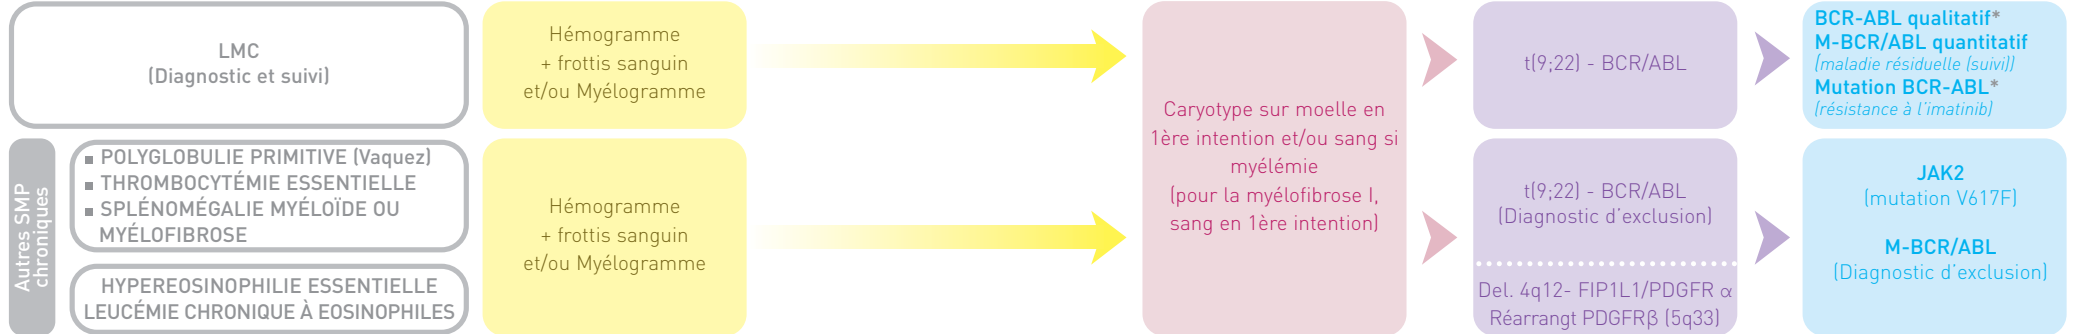 LMC
(Diagnostic et suivi)
Hémogramme
+ frottis sanguin
et/ou Myélogramme
Caryotype sur moelle en
1ère intention et/ou sang si
myélémie
(pour la myélofibrose I,
sang en 1ère intention)
t(9;22) - BCR/ABL
BCR-ABL qualitatif*
M-BCR/ABL quantitatif
(maladie résiduelle (suivi))
Mutation BCR-ABL*
(résistance à l'imatinib)
Autres SMP
chroniques
▪ POLYGLOBULIE PRIMITIVE (Vaquez)
▪ THROMBOCYTÉMIE ESSENTIELLE
▪ SPLÉNOMÉGALIE MYÉLOÏDE OU
MYÉLOFIBROSE
HYPEREOSINOPHILIE ESSENTIELLE
LEUCÉMIE CHRONIQUE À EOSINOPHILES
Hémogramme
+ frottis sanguin
et/ou Myélogramme
t(9;22) - BCR/ABL
(Diagnostic d'exclusion)
Del. 4q12- FIP1L1/PDGFR α
Réarrangt PDGFRβ (5q33)
JAK2
(mutation V617F)
M-BCR/ABL
(Diagnostic d'exclusion)